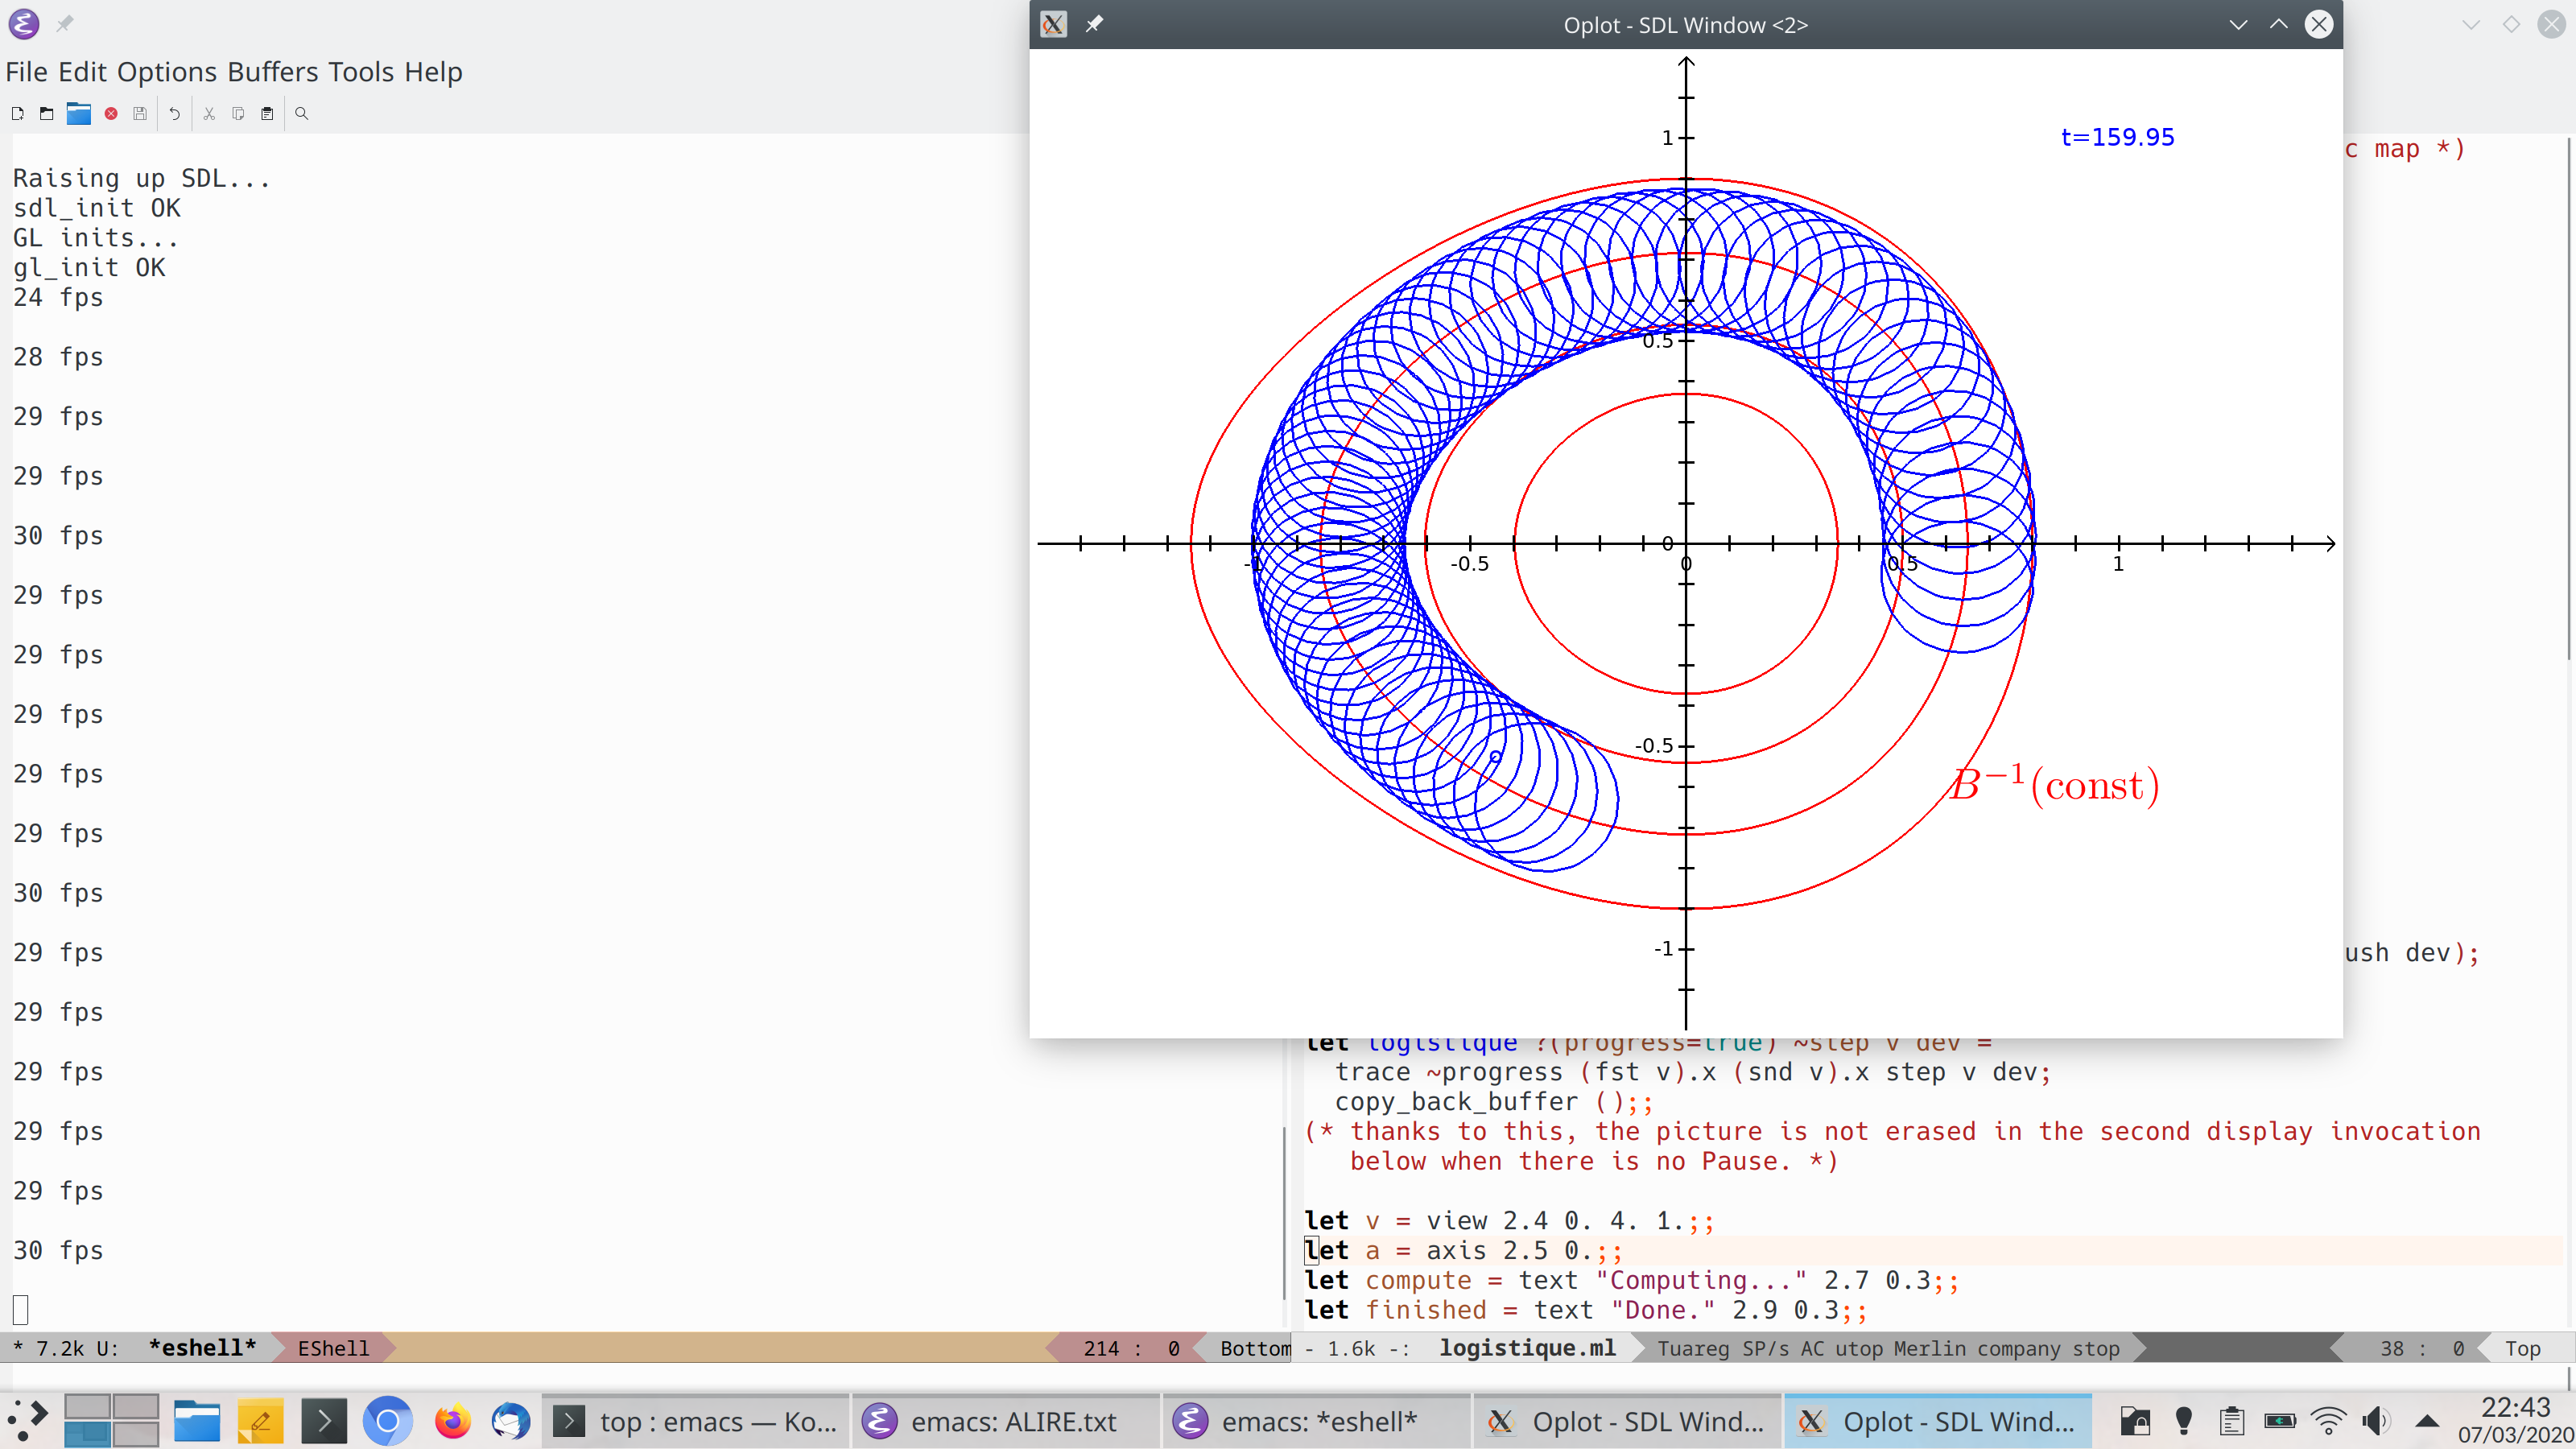 File Edit Options Buffers Tools Help
Raising up SDL...
sdl_init OK
GL inits...
gl_init OK
24 fps
28 fps
29 fps
29 fps
30 fps
29 fps
29 fps
29 fps
29 fps
29 fps
30 fps
29 fps
29 fps
29 fps
29 fps
29 fps
30 fps
* 7.2k U: *eshell* EShell 214 : 0 Bottom
Oplot - SDL Window <2>
t=159.95
1
0.5
0
-0.5
-1
-0.5
0
0.5
1
B⁻¹(const)
c map *)
ush dev);
let logistique ?(progress=true) ~step v dev =
trace ~progress (fst v).x (snd v).x step v dev;
copy_back_buffer ();;
(* thanks to this, the picture is not erased in the second display invocation
below when there is no Pause. *)
let v = view 2.4 0. 4. 1.;;
let a = axis 2.5 0.;;
let compute = text "Computing..." 2.7 0.3;;
let finished = text "Done." 2.9 0.3;;
- 1.6k -: logistique.ml Tuareg SP/s AC utop Merlin company stop 38 : 0 Top
top : emacs — Ko...
emacs: ALIRE.txt
emacs: *eshell*
Oplot - SDL Wind...
Oplot - SDL Wind...
22:43
07/03/2020